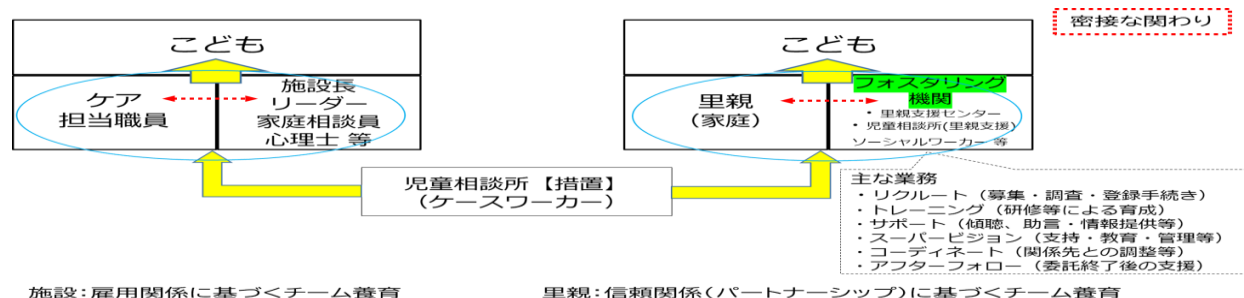 密接な関わり
こども
ケア
担当職員
施設長
リーダー
家庭相談員
心理士 等
こども
里親
(家庭)
フォスタリング
機関
・里親支援センター
・児童相談所(里親支援)
ソーシャルワーカー 等
児童相談所【措置】
(ケースワーカー)
主な業務
・リクルート（募集・調査・登録手続き）
・トレーニング（研修等による育成）
・サポート（傾聴、助言・情報提供等）
・スーパービジョン（支持・教育・管理等）
・コーディネート（関係先との調整等）
・アフターフォロー（委託終了後の支援）
施設：雇用関係に基づくチーム養育
里親：信頼関係(パートナーシップ)に基づくチーム養育